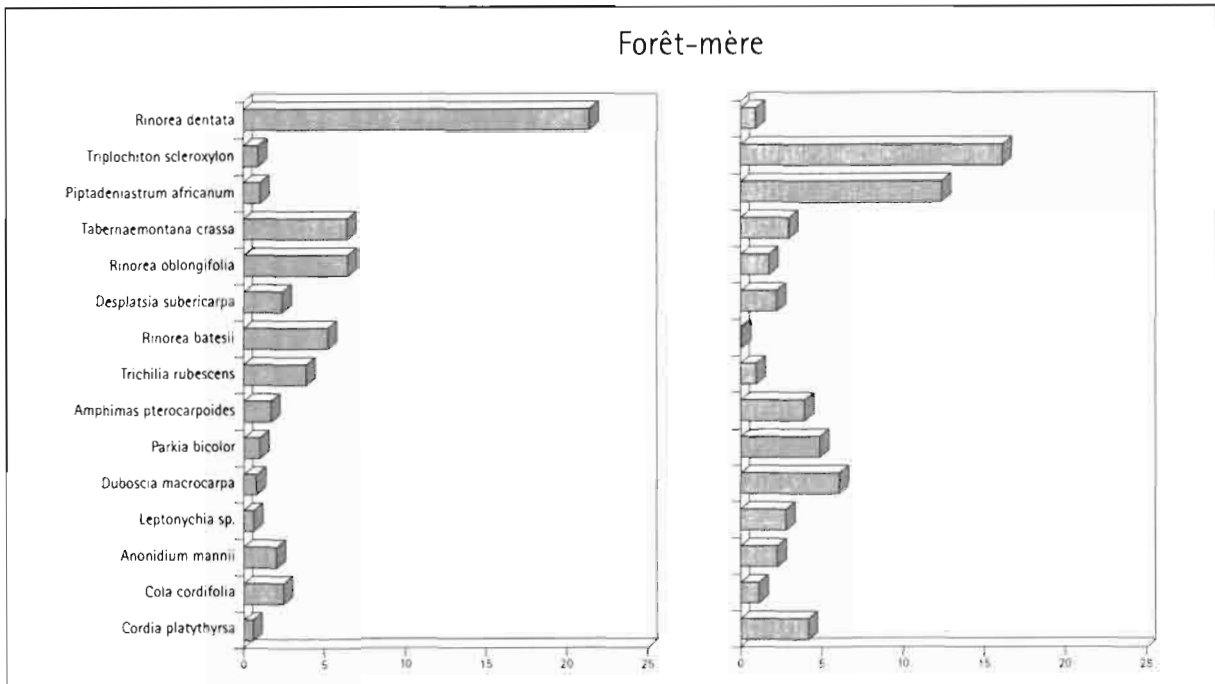 Forêt-mère
Rinorea dentata
Triplochiton scleroxylon
Piptadeniastrum africanum
Tabernaemontana crassa
Rinorea oblongifolia
Desplatsia subericarpa
Rinorea batesii
Trichilia rubescens
Amphimas pterocarpoides
Parkia bicolor
Duboscia macrocarpa
Leptonychia sp.
Anonidium mannii
Cola cordifolia
Cordia platythyrsa
0 5 10 15 20 25
0 5 10 15 20 25